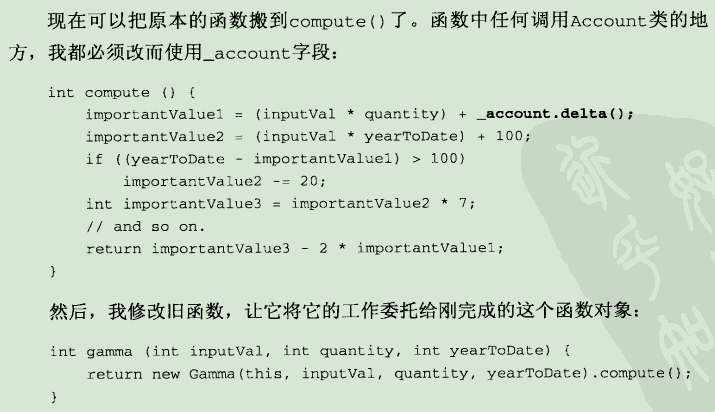 现在可以把原本的函数搬到compute()了。函数中任何调用Account类的地
方，我都必须改而使用_account字段：
int compute () {
importantValue1 = (inputVal * quantity) + _account.delta();
importantValue2 = (inputVal * yearToDate) + 100;
if ((yearToDate - importantValue1) > 100)
importantValue2 -= 20;
int importantValue3 = importantValue2 * 7;
// and so on.
return importantValue3 - 2 * importantValue1;
}
然后，我修改旧函数，让它将它的工作委托给刚完成的这个函数对象：
int gamma (int inputVal, int quantity, int yearToDate) {
return new Gamma(this, inputVal, quantity, yearToDate).compute();
}